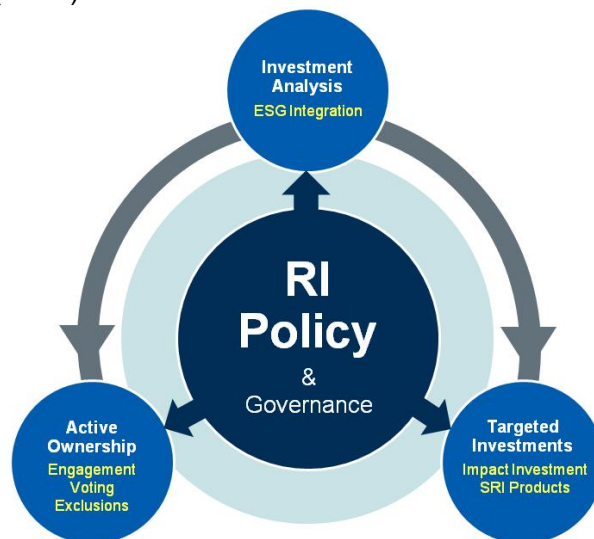 Investment
Analysis
ESG Integration
RI
Policy
&
Governance
Active
Ownership
Engagement
Voting
Exclusions
Targeted
Investments
Impact Investment
SRI Products